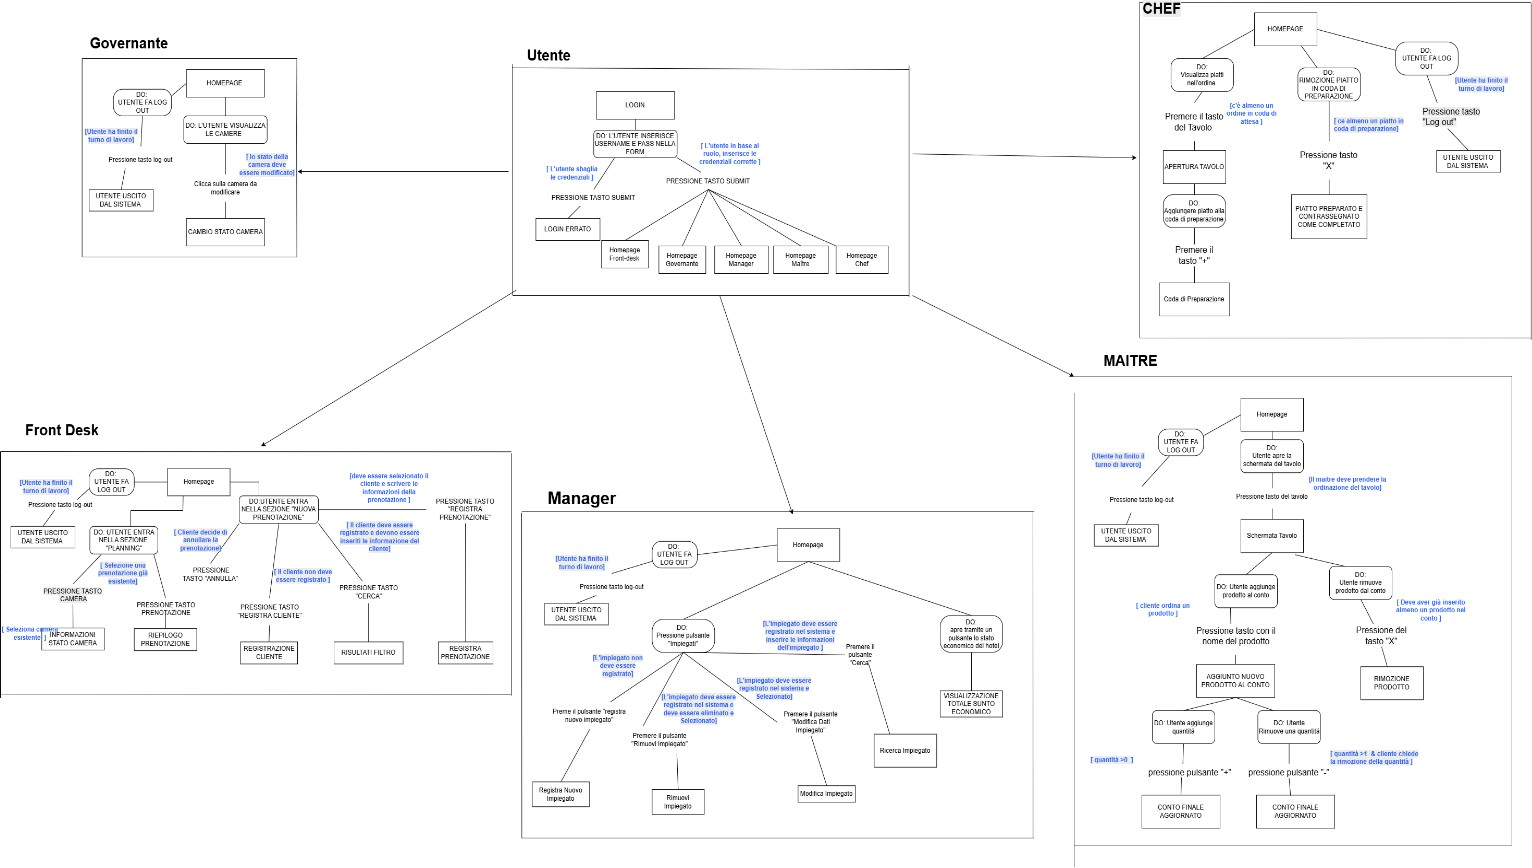 Governante
HOMEPAGE
DO:
UTENTE FA LOG
OUT
DO: L'UTENTE VISUALIZZA
LE CAMERE
[Utente ha finito il
turno di lavoro]
[ lo stato della
camera deve
essere modificato]
Pressione tasto log-out
Clicca sulla camera da
modificare
UTENTE USCITO
DAL SISTEMA
CAMBIO STATO CAMERA
Utente
LOGIN
DO: L'UTENTE INSERISCE
USERNAME E PASS NELLA
FORM
[ L'utente in base al
ruolo, inserisce le
credenziali corrette ]
[ L'utente sbaglia
le credenziali ]
PRESSIONE TASTO SUBMIT
PRESSIONE TASTO SUBMIT
LOGIN ERRATO
Homepage
Front-desk
Homepage
Governante
Homepage
Manager
Homepage
Maître
Homepage
Chef
CHEF
HOMEPAGE
DO:
Visualizza piatti
nell'ordine
DO:
RIMOZIONE PIATTO
IN CODA DI
PREPARAZIONE
DO:
UTENTE FA LOG
OUT
[Utente ha finito il
turno di lavoro]
[c'è almeno un
ordine in coda di
attesa ]
Premere il tasto
del Tavolo
[ ce almeno un piatto in
coda di preparazione]
Pressione tasto
"Log out"
APERTURA TAVOLO
Pressione tasto
"X"
UTENTE USCITO
DAL SISTEMA
DO:
Aggiungere piatto alla
coda di preparazione
PIATTO PREPARATO E
CONTRASSEGNATO
COME COMPLETATO
Premere il
tasto "+"
Coda di Preparazione
Front Desk
Homepage
DO:
UTENTE FA
LOG OUT
[Utente ha finito il
turno di lavoro]
Pressione tasto log-out
UTENTE USCITO
DAL SISTEMA
DO: UTENTE ENTRA
NELLA SEZIONE
"PLANNING"
DO:UTENTE ENTRA
NELLA SEZIONE "NUOVA
PRENOTAZIONE"
[deve essere selezionato il
cliente e scrivere le
informazioni della
prenotazione ]
PRESSIONE TASTO
"REGISTRA
PRENOTAZIONE"
[ Cliente decide di
annullare la
prenotazione]
[ Il cliente deve essere
registrato e devono essere
inseriti le informazione del
cliente]
[ Selezione una
prenotazione già
esistente]
PRESSIONE
TASTO "ANNULLA"
[ Il cliente non deve
essere registrato ]
PRESSIONE TASTO
CAMERA
PRESSIONE TASTO
PRENOTAZIONE
PRESSIONE TASTO
"REGISTRA CLIENTE"
PRESSIONE TASTO
"CERCA"
[ Seleziona camera
esistente ]
INFORMAZIONI
STATO CAMERA
RIEPILOGO
PRENOTAZIONE
REGISTRAZIONE
CLIENTE
RISULTATI FILTRO
REGISTRA
PRENOTAZIONE
Manager
Homepage
DO:
UTENTE FA
LOG OUT
[Utente ha finito il
turno di lavoro]
Pressione tasto log-out
UTENTE USCITO
DAL SISTEMA
DO:
Pressione pulsante
"Impiegati"
DO:
apre tramite un
pulsante lo stato
economico del hotel
[L'impiegato deve essere
registrato nel sistema e
inserire le informazioni
dell'impiegato ]
Premere il
pulsante
"Cerca"
[L'impiegato non
deve essere
registrato]
[L'impiegato deve essere
registrato nel sistema e
Selezionato]
[L'impiegato deve essere
registrato nel sistema e
deve essere eliminato e
Selezionato]
VISUALIZZAZIONE
TOTALE SUNTO
ECONOMICO
Preme il pulsante "registra
nuovo impiegato"
Premere il pulsante
"Modifica Dati
Impiegato"
Premere il pulsante
"Rimuovi Impiegato"
Ricerca Impiegato
Registra Nuovo
Impiegato
Rimuovi
Impiegato
Modifica Impiegato
MAITRE
Homepage
DO:
UTENTE FA
LOG OUT
DO:
Utente apre la
schermata del tavolo
[Utente ha finito il
turno di lavoro]
[Il maitre deve prendere la
ordinazione del tavolo]
Pressione tasto log-out
Pressione tasto del tavolo
UTENTE USCITO
DAL SISTEMA
Schermata Tavolo
DO: Utente aggiunge
prodotto al conto
DO:
Utente rimuove
prodotto dal conto
[ cliente ordina un
prodotto ]
[ Deve aver già inserito
almeno un prodotto nel
conto ]
Pressione tasto con il
nome del prodotto
Pressione del
tasto "X"
AGGIUNTO NUOVO
PRODOTTO AL CONTO
RIMOZIONE
PRODOTTO
DO: Utente aggiunge
quantità
DO: Utente
Rimuove una quantità
[ quantità >0 ]
[ quantità >1 & cliente chiede
la rimozione della quantità ]
pressione pulsante "+"
pressione pulsante "-"
CONTO FINALE
AGGIORNATO
CONTO FINALE
AGGIORNATO